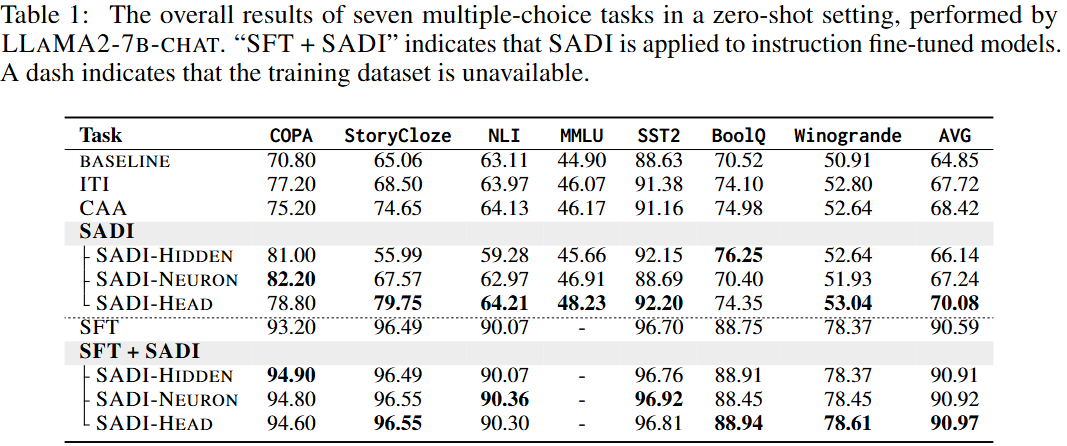 Table 1: The overall results of seven multiple-choice tasks in a zero-shot setting, performed by
LLAMA2-7B-CHAT. “SFT + SADI” indicates that SADI is applied to instruction fine-tuned models.
A dash indicates that the training dataset is unavailable.
Task COPA StoryCloze NLI MMLU SST2 BoolQ Winogrande AVG
BASELINE 70.80 65.06 63.11 44.90 88.63 70.52 50.91 64.85
ITI 77.20 68.50 63.97 46.07 91.38 74.10 52.80 67.72
CAA 75.20 74.65 64.13 46.17 91.16 74.98 52.64 68.42
SADI
SADI-HIDDEN 81.00 55.99 59.28 45.66 92.15 76.25 52.64 66.14
SADI-NEURON 82.20 67.57 62.97 46.91 88.69 70.40 51.93 67.24
SADI-HEAD 78.80 79.75 64.21 48.23 92.20 74.35 53.04 70.08
SFT 93.20 96.49 90.07 - 96.70 88.75 78.37 90.59
SFT + SADI
SADI-HIDDEN 94.90 96.49 90.07 - 96.76 88.91 78.37 90.91
SADI-NEURON 94.80 96.55 90.36 - 96.92 88.45 78.45 90.92
SADI-HEAD 94.60 96.55 90.30 - 96.81 88.94 78.61 90.97